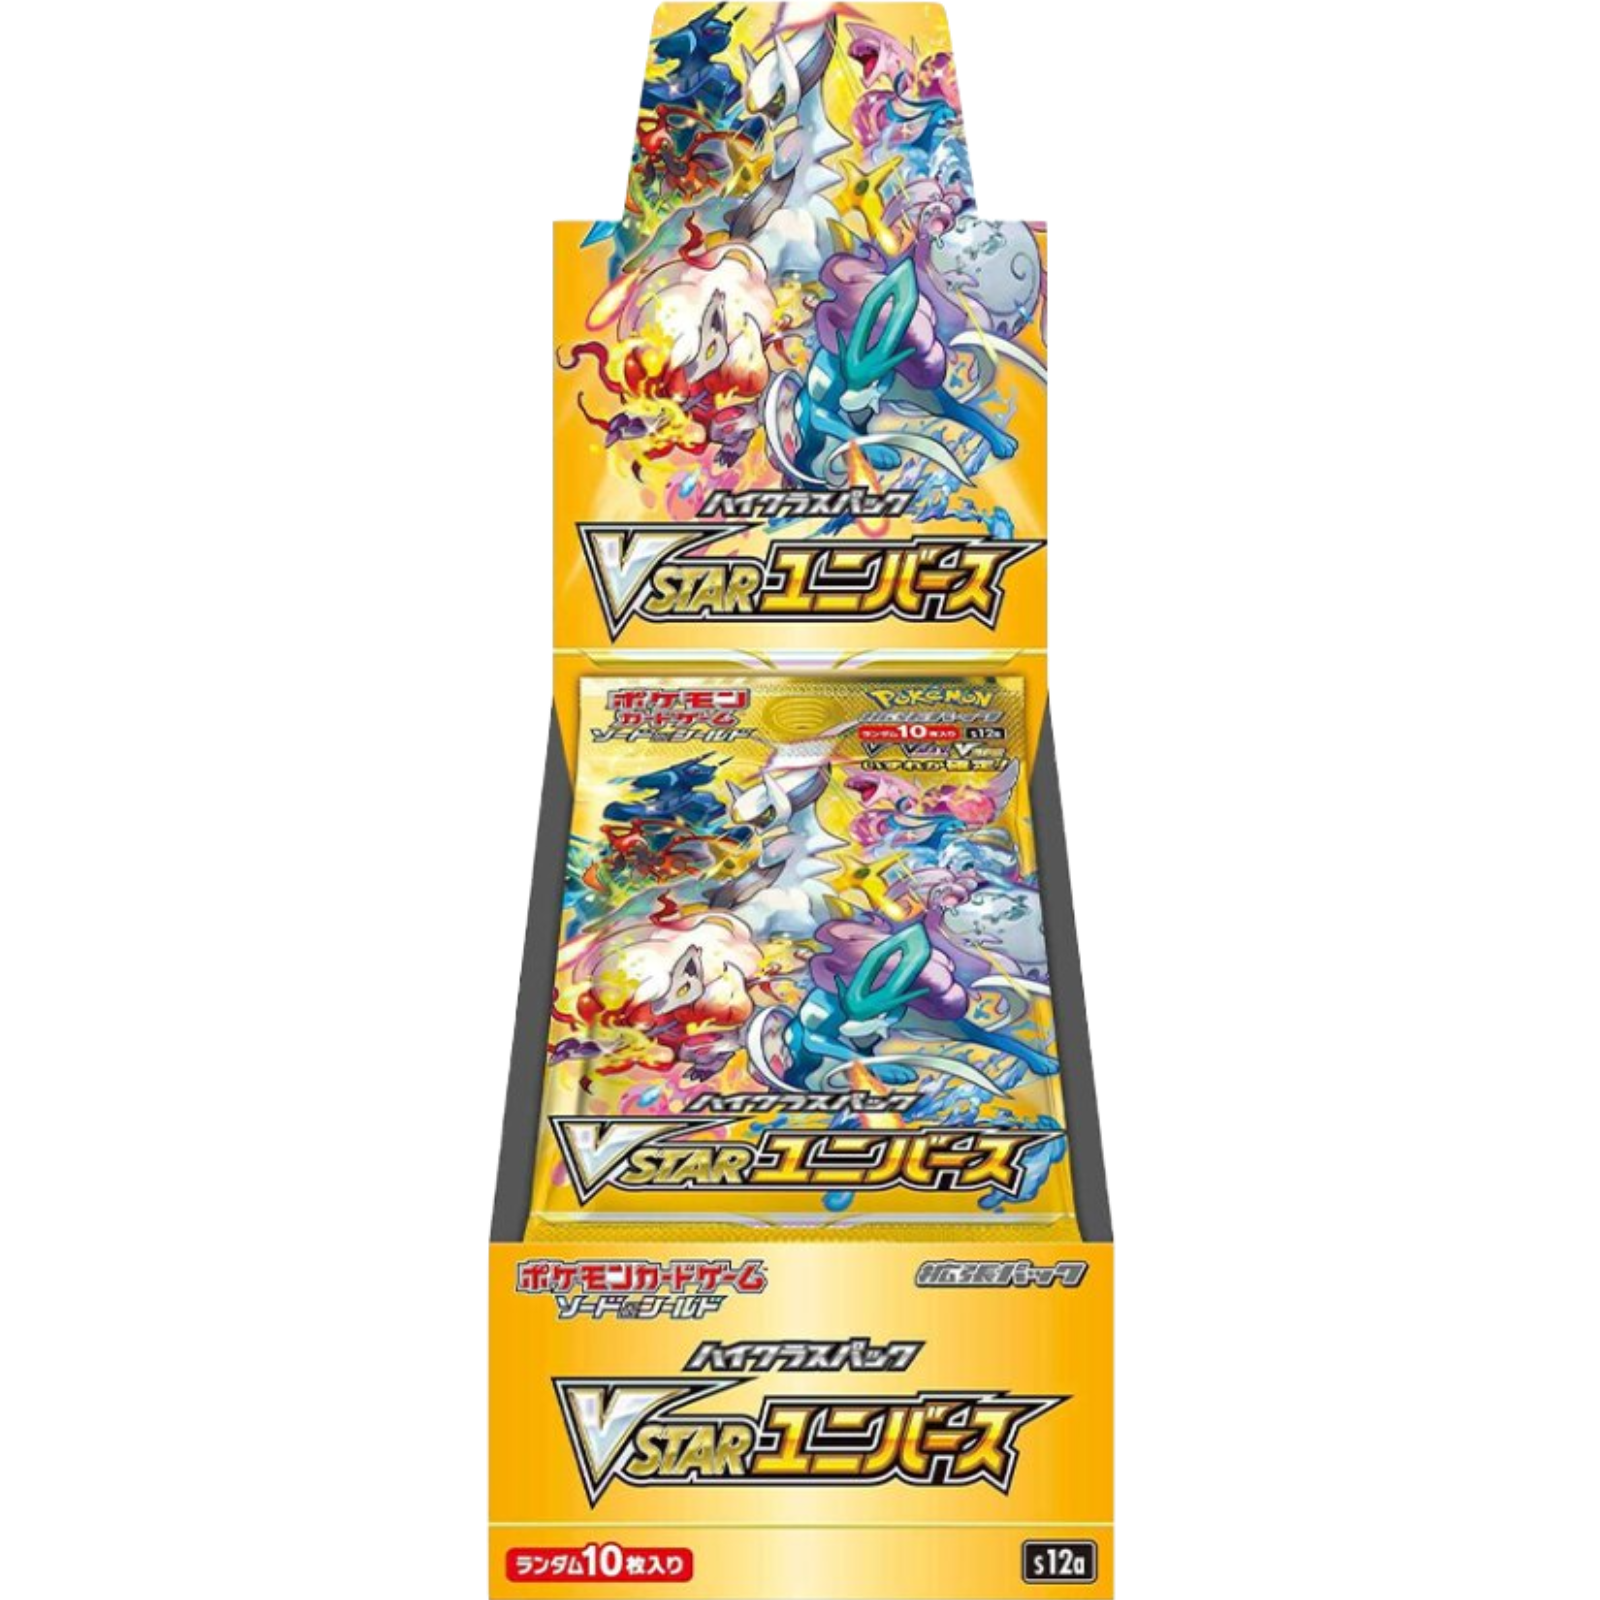 ハイクラスパック
VSTARユニバース
ポケモン
カードゲーム
ソード&シールド
POKÉMON
拡張パック
ランダム10枚入り s12a
ハイクラスパック
VSTARユニバース
ポケモンカードゲーム
ソード&シールド
拡張パック
ハイクラスパック
VSTARユニバース
ランダム10枚入り
s12a